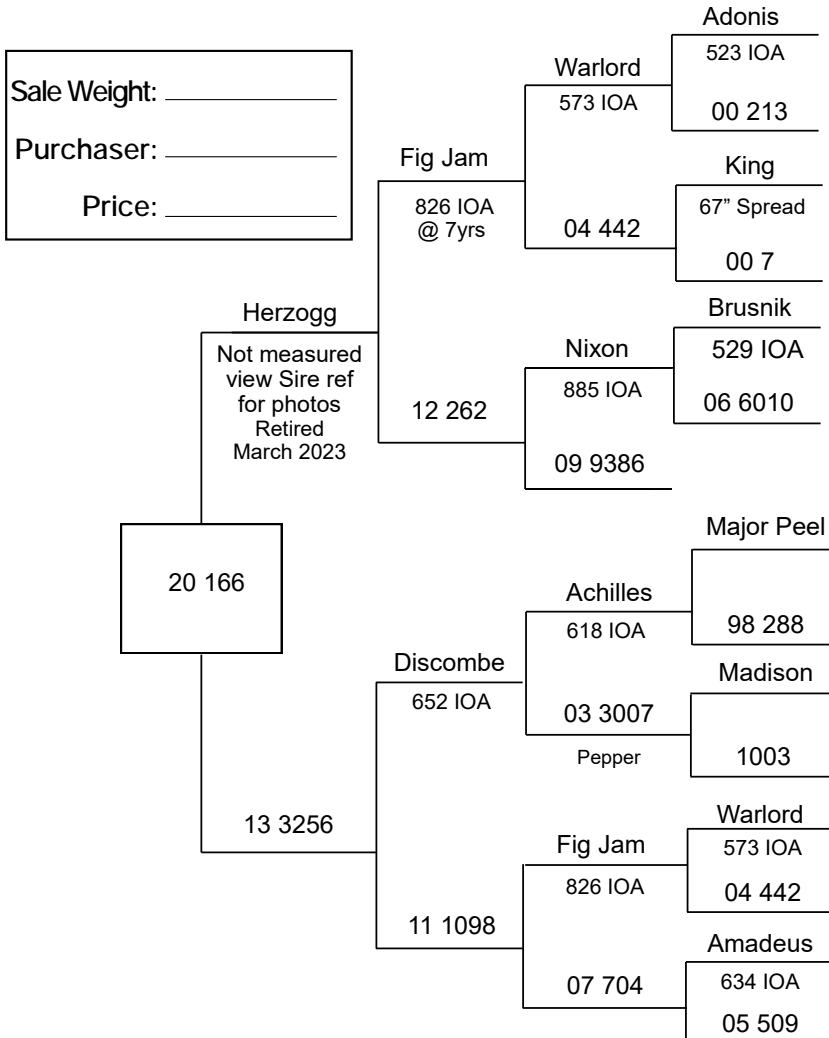 Sale Weight:
Purchaser:
Price:
Adonis
523 IOA
00 213
Warlord
573 IOA
04 442
King
67” Spread
00 7
Fig Jam
826 IOA
@ 7yrs
12 262
Brusnik
529 IOA
06 6010
Nixon
885 IOA
09 9386
Herzogg
Not measured
view Sire ref
for photos
Retired
March 2023
20 166
13 3256
Major Peel
98 288
Achilles
618 IOA
03 3007
Pepper
Madison
1003
Discombe
652 IOA
11 1098
Warlord
573 IOA
04 442
Fig Jam
826 IOA
07 704
Amadeus
634 IOA
05 509